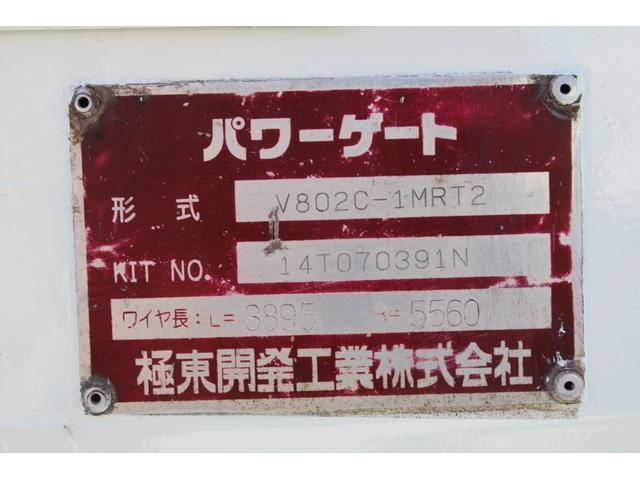 パワーゲート
形式 V802C-1MRT2
KIT NO. 14T070391N
ワイヤ長:L= 3895 R= 5560
極東開発工業株式会社